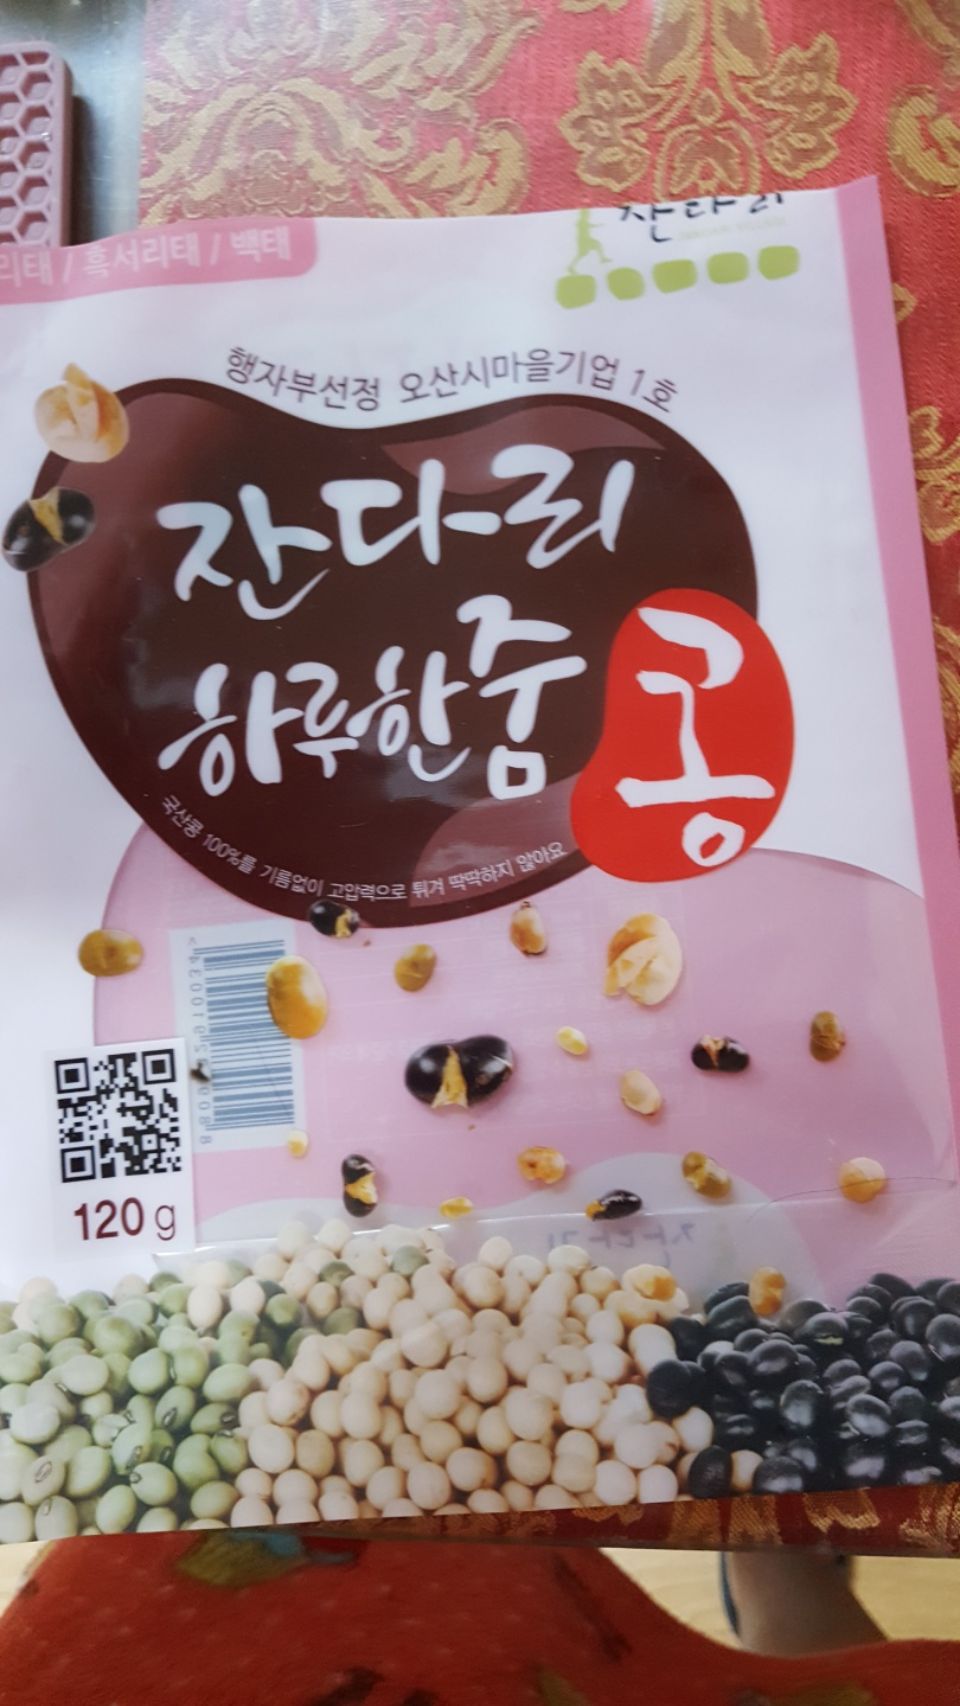 리태 / 흑서리태 / 백태
잔다리
행자부선정 오산시마을기업 1호
잔다리
하루한줌
콩
국산콩 100%를 기름없이 고압력으로 튀겨 딱딱하지 않아요
120g